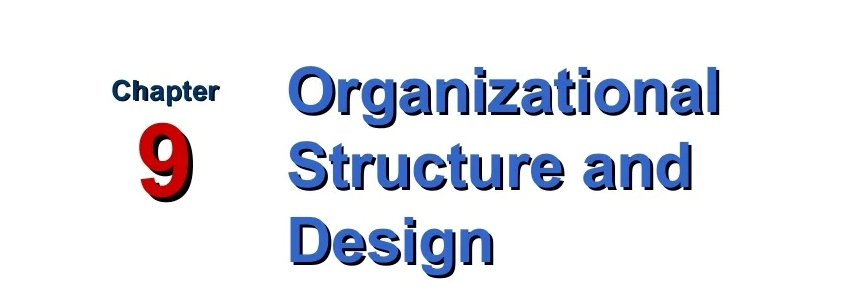 Chapter
9
Organizational
Structure and
Design